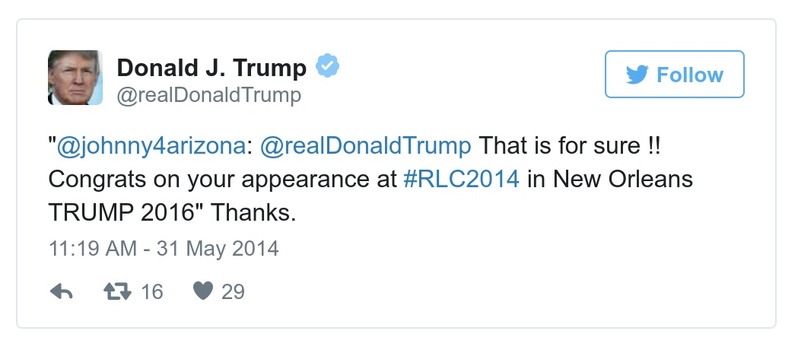 Donald J. Trump
@realDonaldTrump
Follow
"@johnny4arizona: @realDonaldTrump That is for sure !!
Congrats on your appearance at #RLC2014 in New Orleans
TRUMP 2016" Thanks.
11:19 AM - 31 May 2014
16 29